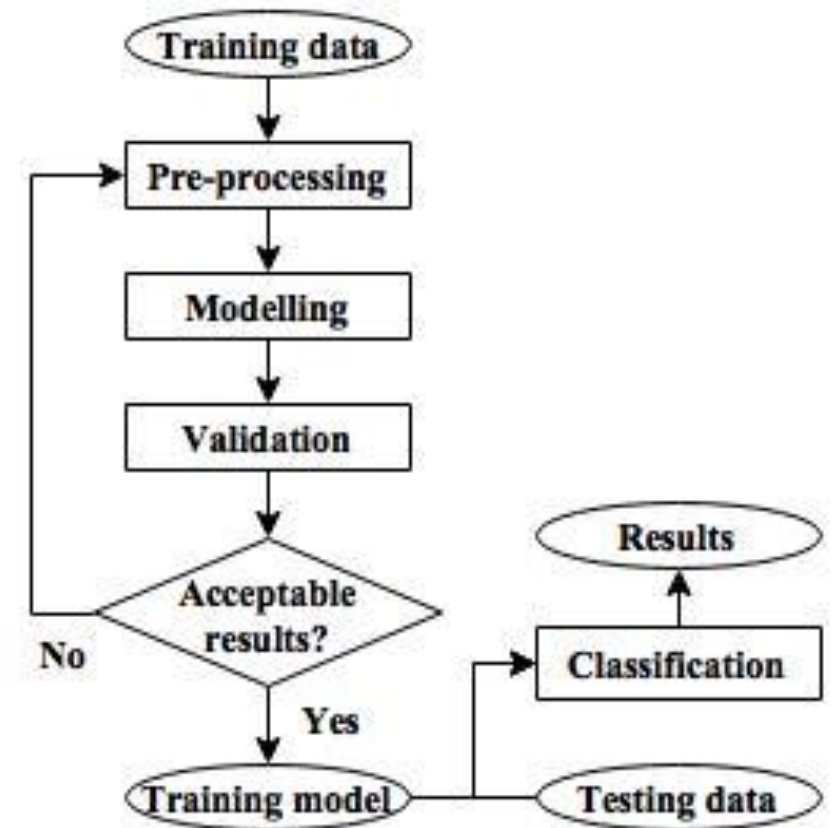 Training data
Pre-processing
Modelling
Validation
Acceptable
results?
No
Yes
Training model
Results
Classification
Testing data